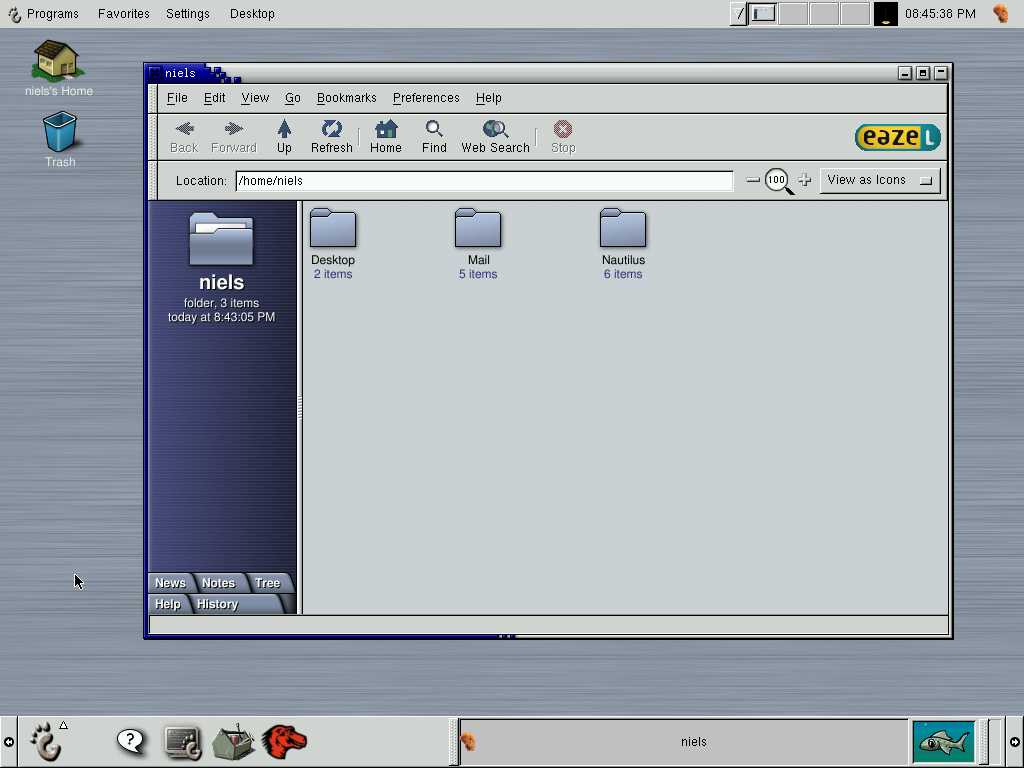 Programs Favorites Settings Desktop 08:45:38 PM
niels's Home
Trash
niels
File Edit View Go Bookmarks Preferences Help
Back Forward Up Refresh Home Find Web Search Stop
eazel
Location: /home/niels 100 View as Icons
niels
folder, 3 items
today at 8:43:05 PM
Desktop
2 items
Mail
5 items
Nautilus
6 items
News Notes Tree
Help History
?
niels